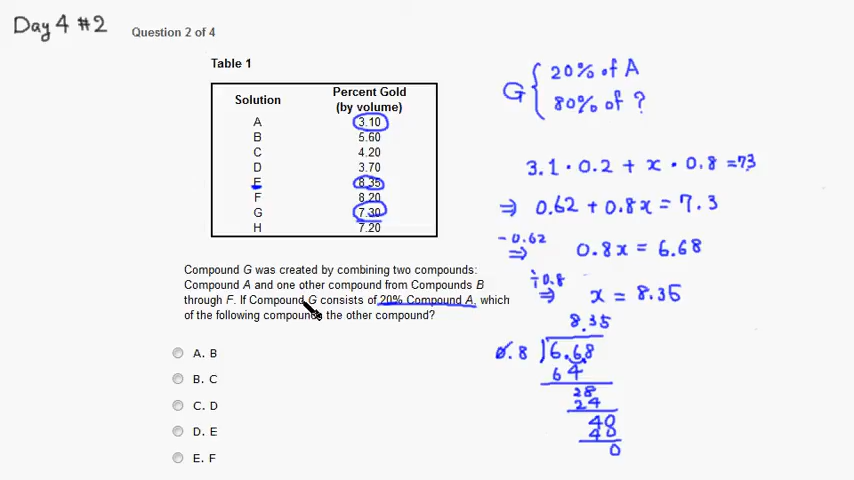 Day 4 #2
Question 2 of 4
Table 1
Solution
Percent Gold
(by volume)
A 3.10
B 5.60
C 4.20
D 3.70
E 8.35
F 8.20
G 7.30
H 7.20
Compound G was created by combining two compounds:
Compound A and one other compound from Compounds B
through F. If Compound G consists of 20% Compound A, which
of the following compounds is the other compound?
A. B
B. C
C. D
D. E
E. F
G { 20% of A
80% of ?
3.1 · 0.2 + x · 0.8 = 7.3
⇒ 0.62 + 0.8x = 7.3
-0.62
⇒ 0.8x = 6.68
÷0.8
⇒ x = 8.35
8.35
0.8 ) 6.68
64
28
24
48
48
0